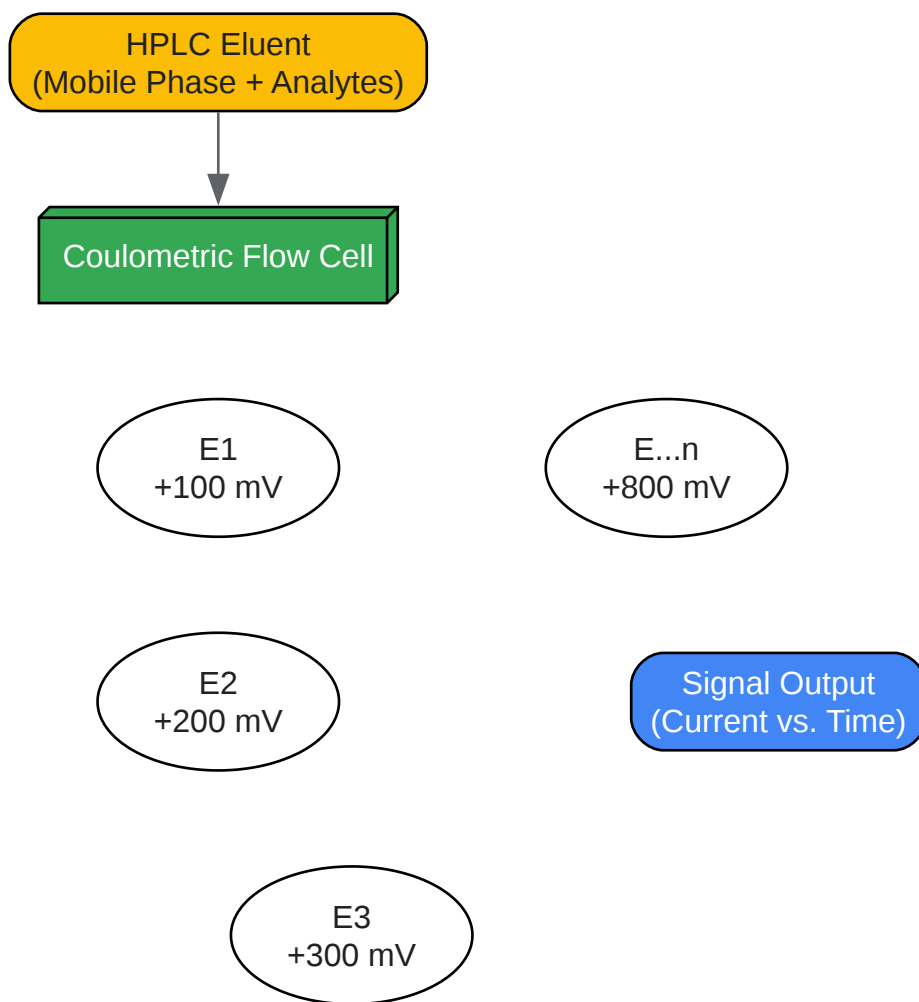 HPLC Eluent
(Mobile Phase + Analytes)
Coulometric Flow Cell
E1
+100 mV
E...n
+800 mV
E2
+200 mV
Signal Output
(Current vs. Time)
E3
+300 mV